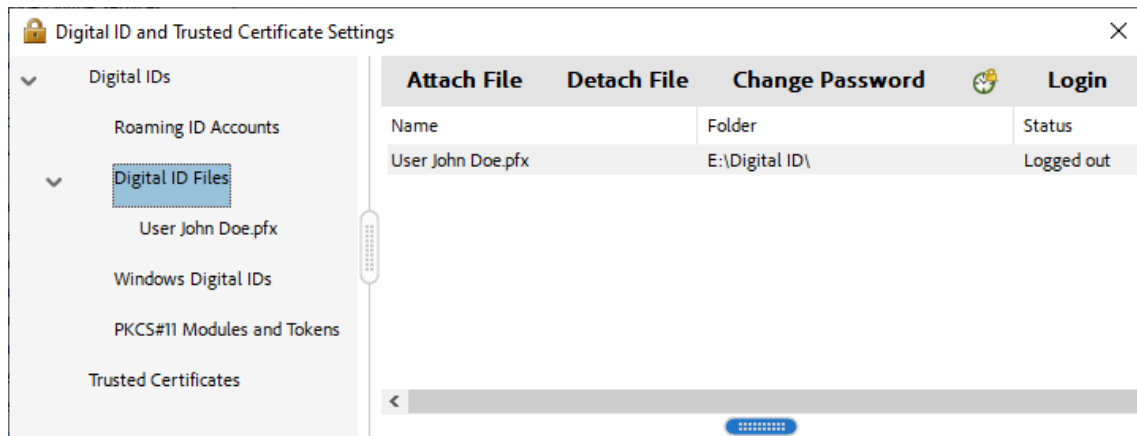 Digital ID and Trusted Certificate Settings
Digital IDs
Roaming ID Accounts
Digital ID Files
User John Doe.pfx
Windows Digital IDs
PKCS#11 Modules and Tokens
Trusted Certificates
Attach File Detach File Change Password Login
Name Folder Status
User John Doe.pfx E:\Digital ID\ Logged out